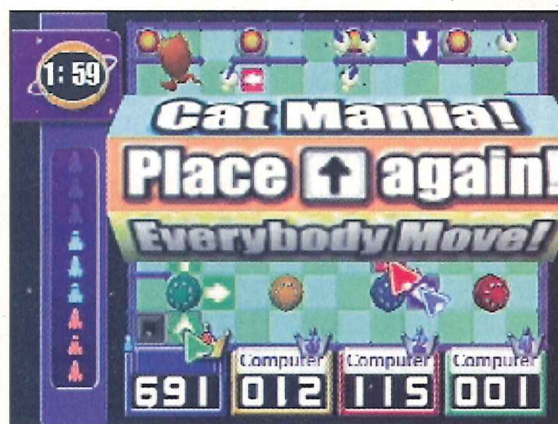 1:59
Cat Mania!
Place ↑ again!
Everybody Move!
Computer Computer Computer
691 012 115 001